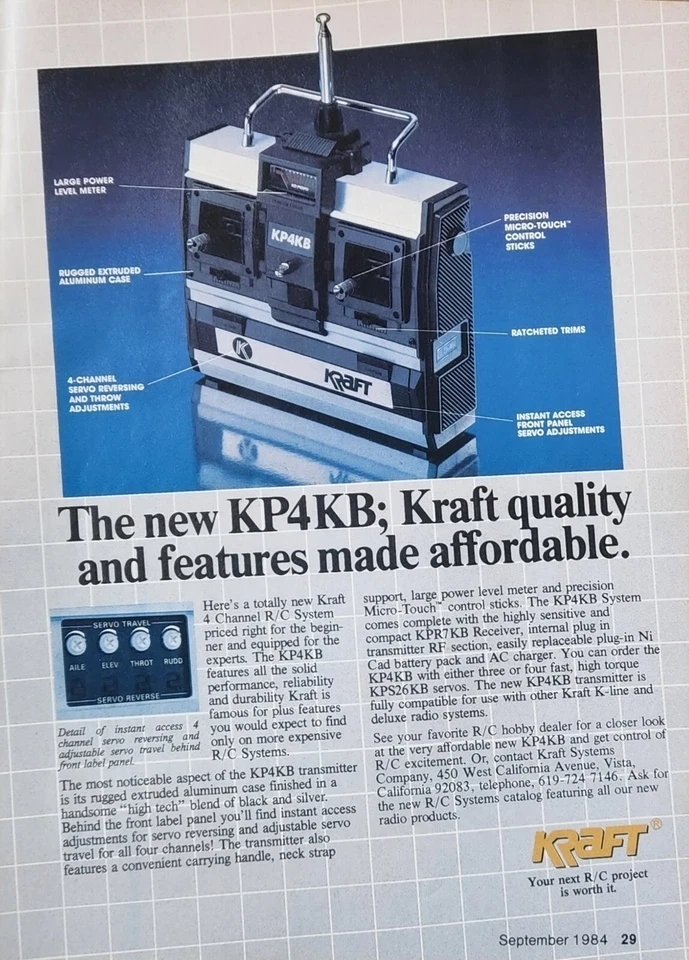 LARGE POWER
LEVEL METER
RUGGED EXTRUDED
ALUMINUM CASE
4-CHANNEL
SERVO REVERSING
AND THROW
ADJUSTMENTS
PRECISION
MICRO-TOUCH™
CONTROL
STICKS
RATCHETED TRIMS
INSTANT ACCESS
FRONT PANEL
SERVO ADJUSTMENTS
KP4KB
K
KRAFT
The new KP4KB; Kraft quality
and features made affordable.
SERVO TRAVEL
AILE ELEV THROT RUDD
SERVO REVERSE
Detail of instant access 4
channel servo reversing and
adjustable servo travel behind
front label panel.
Here's a totally new Kraft
4 Channel R/C System
priced right for the begin-
ner and equipped for the
experts. The KP4KB
features all the solid
performance, reliability
and durability Kraft is
famous for plus features
you would expect to find
only on more expensive
R/C Systems.
The most noticeable aspect of the KP4KB transmitter
is its rugged extruded aluminum case finished in a
handsome "high tech" blend of black and silver.
Behind the front label panel you'll find instant access
adjustments for servo reversing and adjustable servo
travel for all four channels! The transmitter also
features a convenient carrying handle, neck strap
support, large power level meter and precision
Micro-Touch™ control sticks. The KP4KB System
comes complete with the highly sensitive and
compact KPR7KB Receiver, internal plug in
transmitter RF section, easily replaceable plug-in Ni
Cad battery pack and AC charger. You can order the
KP4KB with either three or four fast, high torque
KPS26KB servos. The new KP4KB transmitter is
fully compatible for use with other Kraft K-line and
deluxe radio systems.
See your favorite R/C hobby dealer for a closer look
at the very affordable new KP4KB and get control of
R/C excitement. Or, contact Kraft Systems
Company, 450 West California Avenue, Vista,
California 92083, telephone, 619-724 7146. Ask for
the new R/C Systems catalog featuring all our new
radio products.
KRAFT®
Your next R/C project
is worth it.
September 1984 29